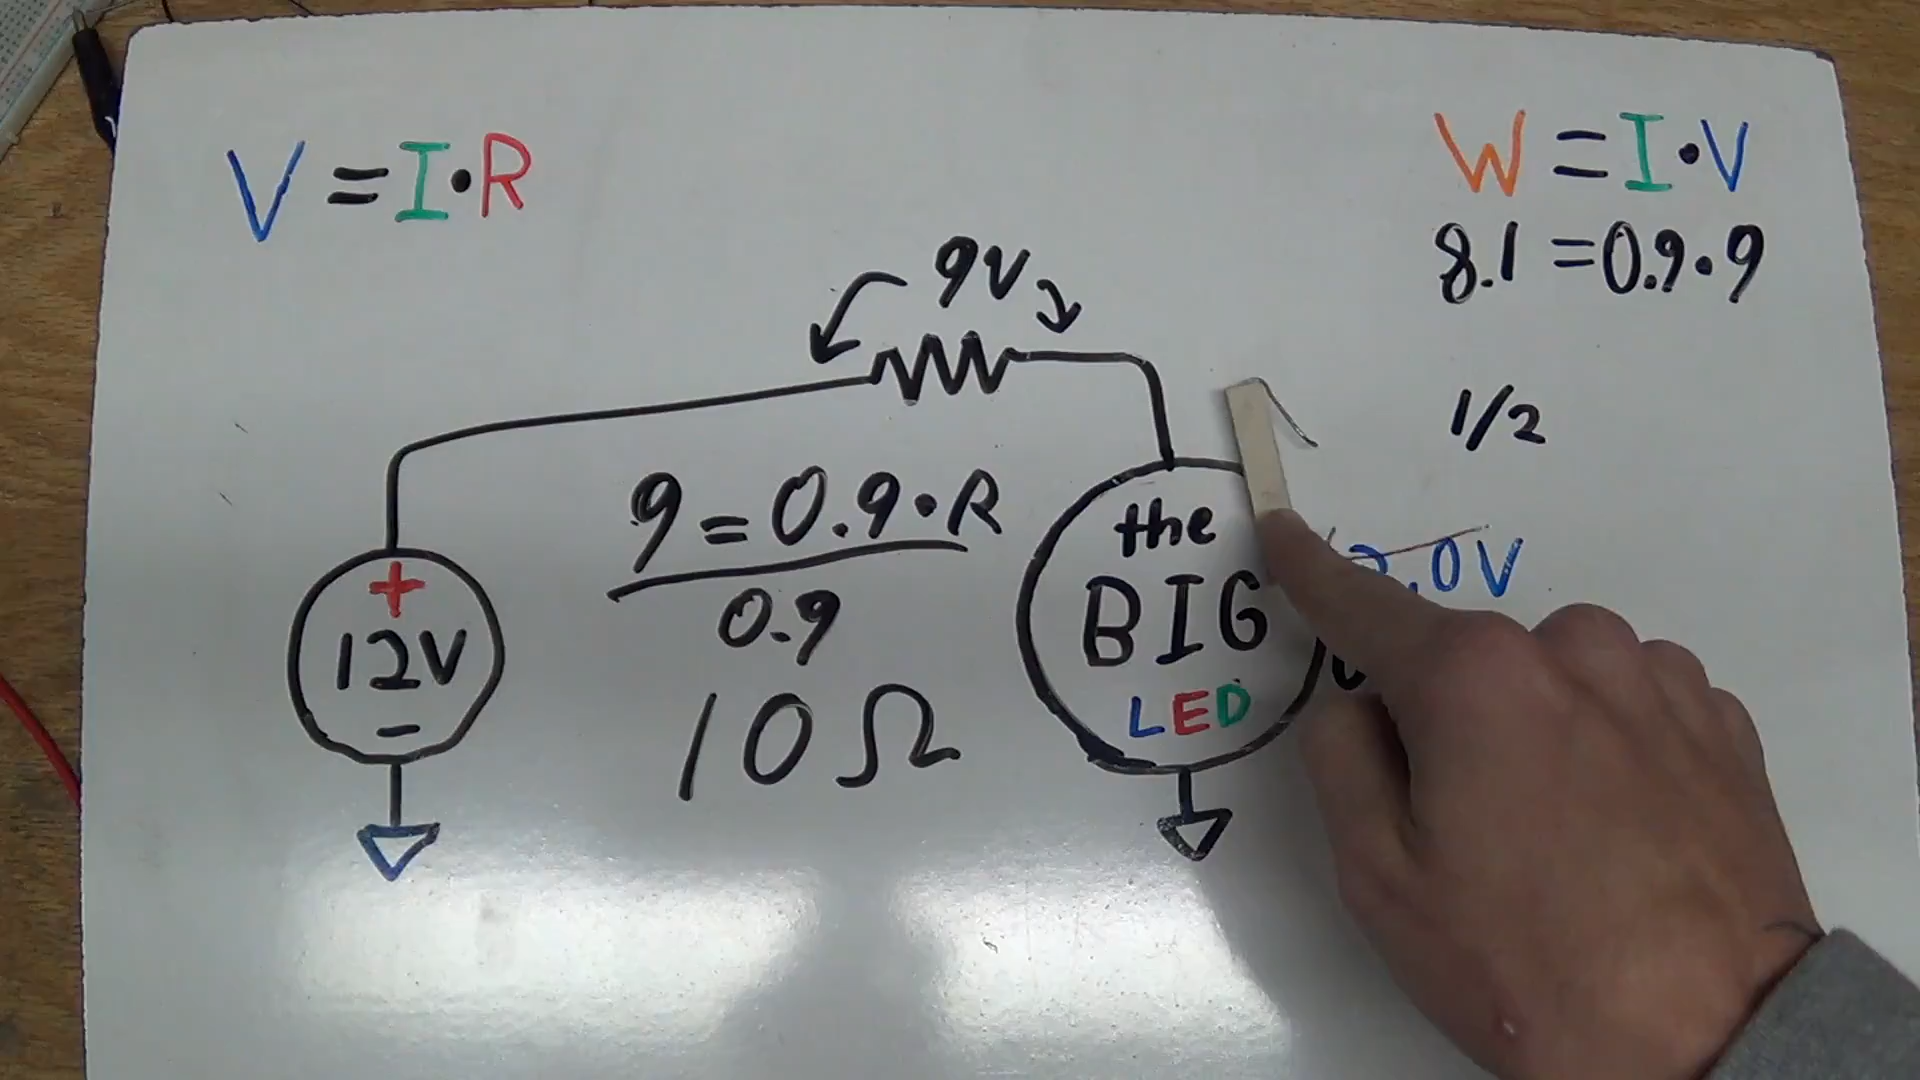 V = I·R
W = I·V
8.1 = 0.9·9
9V
1/2
9 = 0.9·R
0.9
10Ω
+
12V
-
the
BIG
LED
.0V